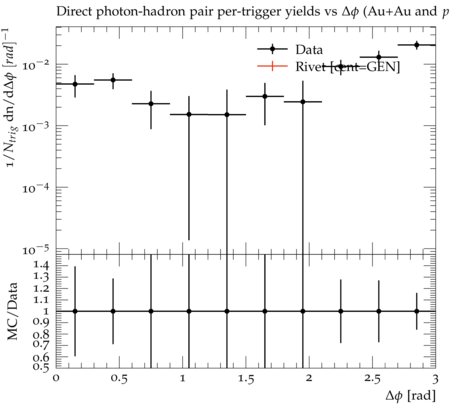 Direct photon-hadron pair per-trigger yields vs Δϕ (Au+Au and p
1/N_trig dn/dΔϕ [rad]^−1
Data
Rivet [cent=GEN]
10^−2
10^−3
10^−4
10^−5
MC/Data
1.4
1.3
1.2
1.1
1
0.9
0.8
0.7
0.6
0.5
0 0.5 1 1.5 2 2.5 3
Δϕ [rad]